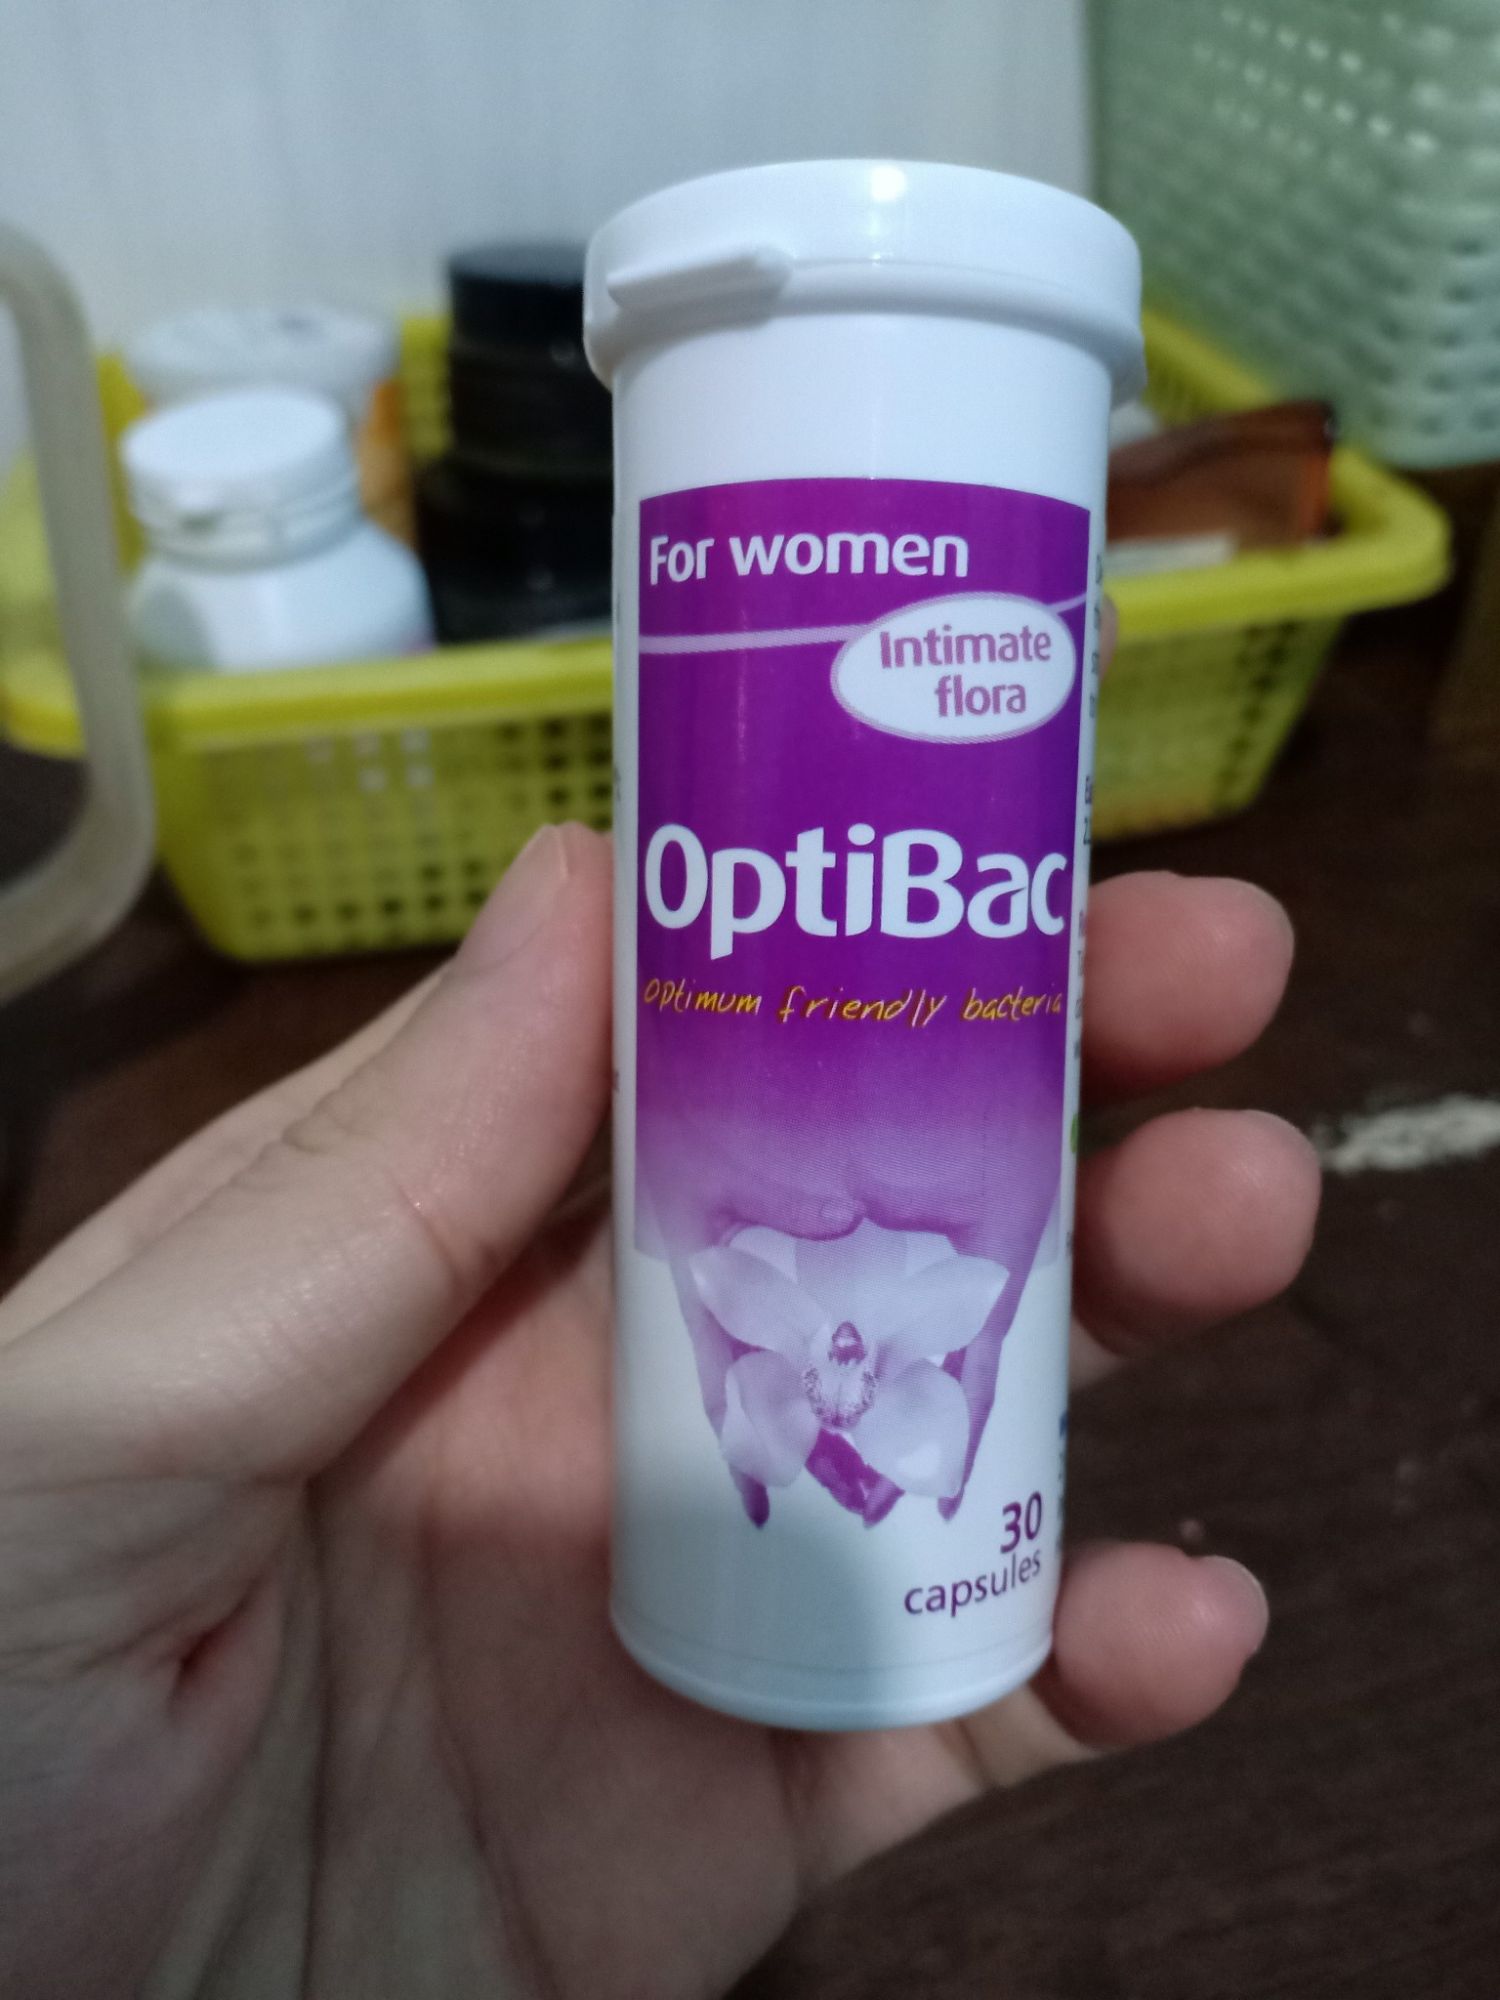 For women
Intimate
flora
OptiBac
optimum friendly bacteria
30
capsules